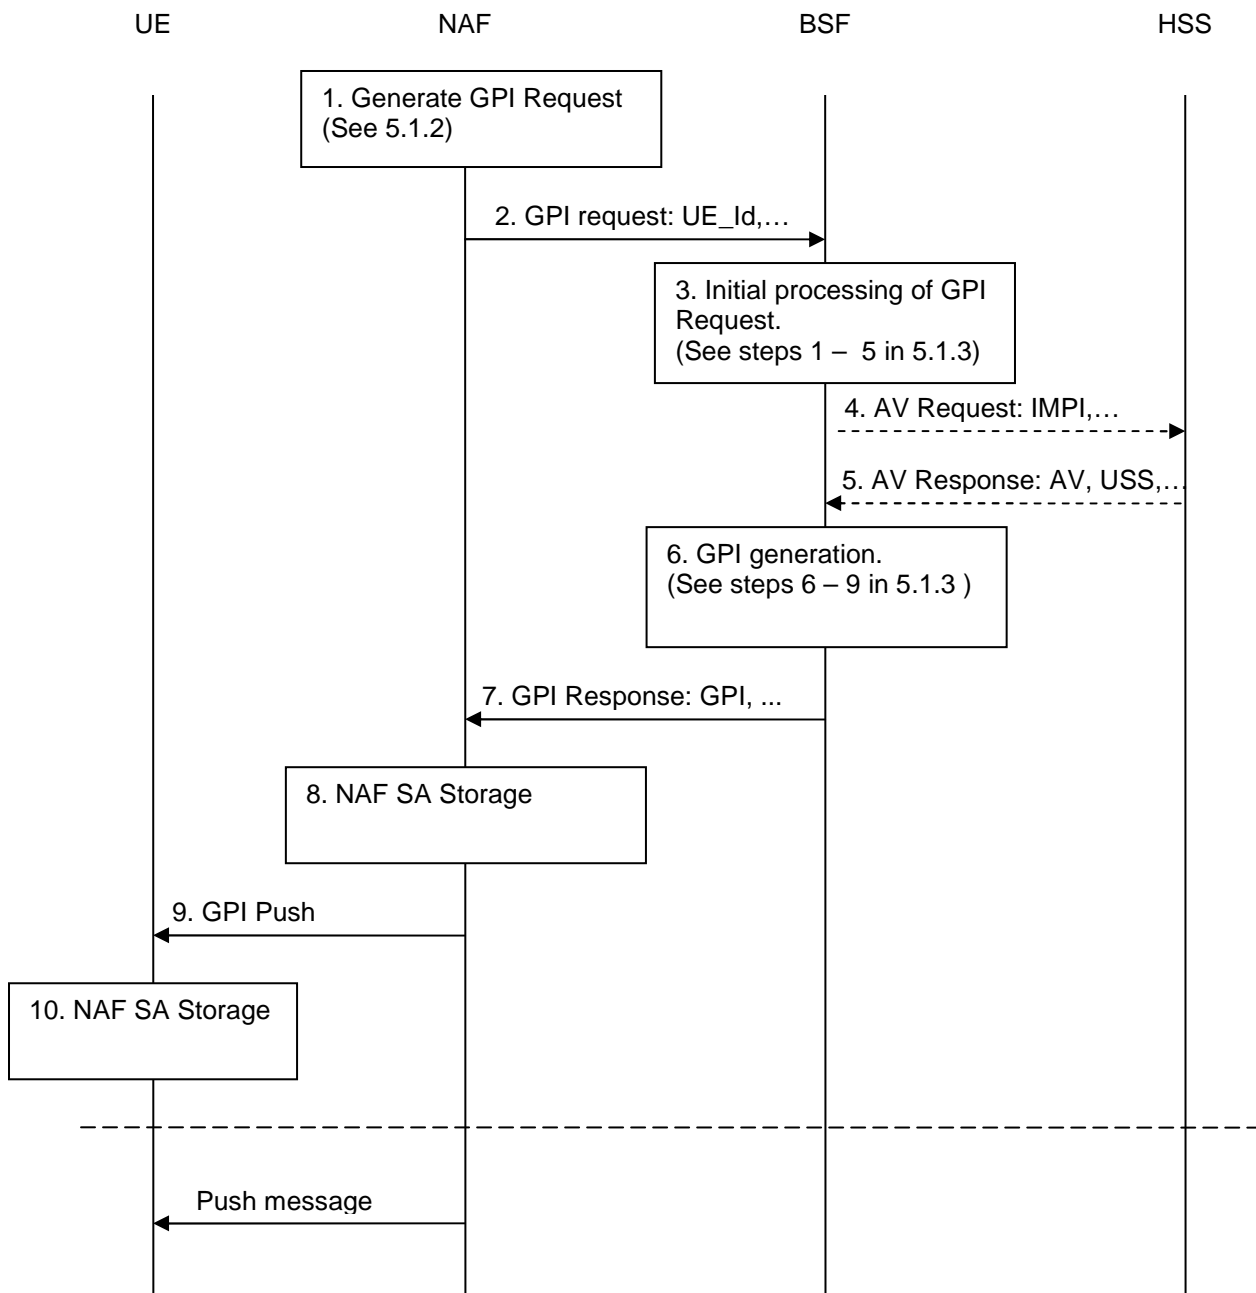 UE NAF BSF HSS
1. Generate GPI Request
(See 5.1.2)
2. GPI request: UE_Id,…
3. Initial processing of GPI
Request.
(See steps 1 – 5 in 5.1.3)
4. AV Request: IMPI,…
5. AV Response: AV, USS,…
6. GPI generation.
(See steps 6 – 9 in 5.1.3 )
7. GPI Response: GPI, ...
8. NAF SA Storage
9. GPI Push
10. NAF SA Storage
Push message